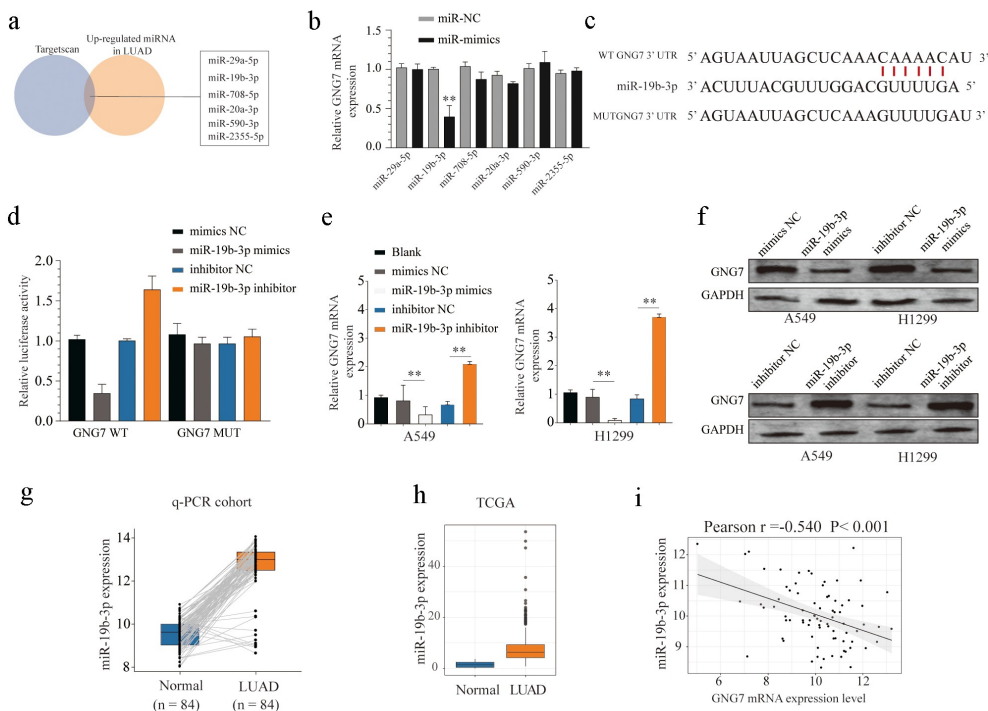 a
Targetscan
Up-regulated miRNA
in LUAD
miR-29a-5p
miR-19b-3p
miR-708-5p
miR-20a-3p
miR-590-3p
miR-2355-5p
b
Relative GNG7 mRNA
expression
miR-NC
miR-mimics
1.5
1.0
0.5
0.0
**
miR-29a-5p
miR-19b-3p
miR-708-5p
miR-20a-3p
miR-590-3p
miR-2355-5p
c
WT GNG7 3' UTR 5' AGUAAUUAGCUCAAACAAAACAU 3'
miR-19b-3p ACUUUACGUUUGGACGUUUUGA 5'
MUTGNG7 3' UTR 5' AGUAAUUAGCUCAAAGUUUUGAU 3'
d
mimics NC
miR-19b-3p mimics
inhibitor NC
miR-19b-3p inhibitor
Relative luciferase activity
2.0
1.5
1.0
0.5
0.0
GNG7 WT
GNG7 MUT
e
Blank
mimics NC
miR-19b-3p mimics
inhibitor NC
miR-19b-3p inhibitor
Relative GNG7 mRNA
expression
5
4
3
2
1
0
**
**
A549
Relative GNG7 mRNA
expression
5
4
3
2
1
0
**
**
H1299
f
mimics NC
miR-19b-3p
mimics
inhibitor NC
miR-19b-3p
mimics
GNG7
GAPDH
A549
H1299
inhibitor NC
miR-19b-3p
inhibitor
inhibitor NC
miR-19b-3p
inhibitor
GNG7
GAPDH
A549
H1299
g
q-PCR cohort
miR-19b-3p expression
14
12
10
8
Normal
(n = 84)
LUAD
(n = 84)
h
TCGA
miR-19b-3p expression
40
20
0
Normal
LUAD
i
Pearson r =-0.540 P< 0.001
miR-19b-3p expression
12
11
10
9
6
8
10
12
GNG7 mRNA expression level